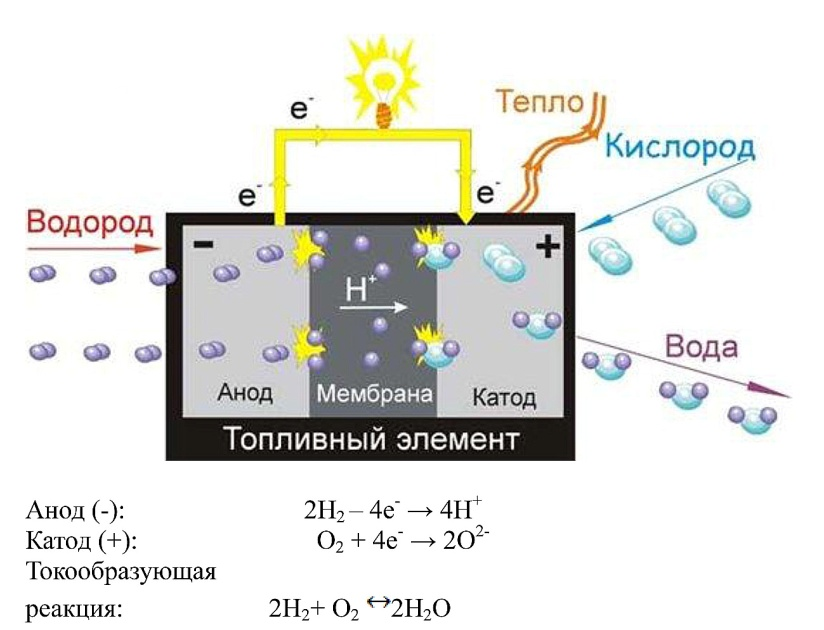 Тепло
e⁻
Кислород
e⁻
e⁻
Водород
-
+
H⁺
Вода
Анод
Мембрана
Катод
Топливный элемент
Анод (-): 2H₂ – 4e⁻ → 4H⁺
Катод (+): O₂ + 4e⁻ → 2O²⁻
Токообразующая
реакция: 2H₂+ O₂ ↔2H₂O